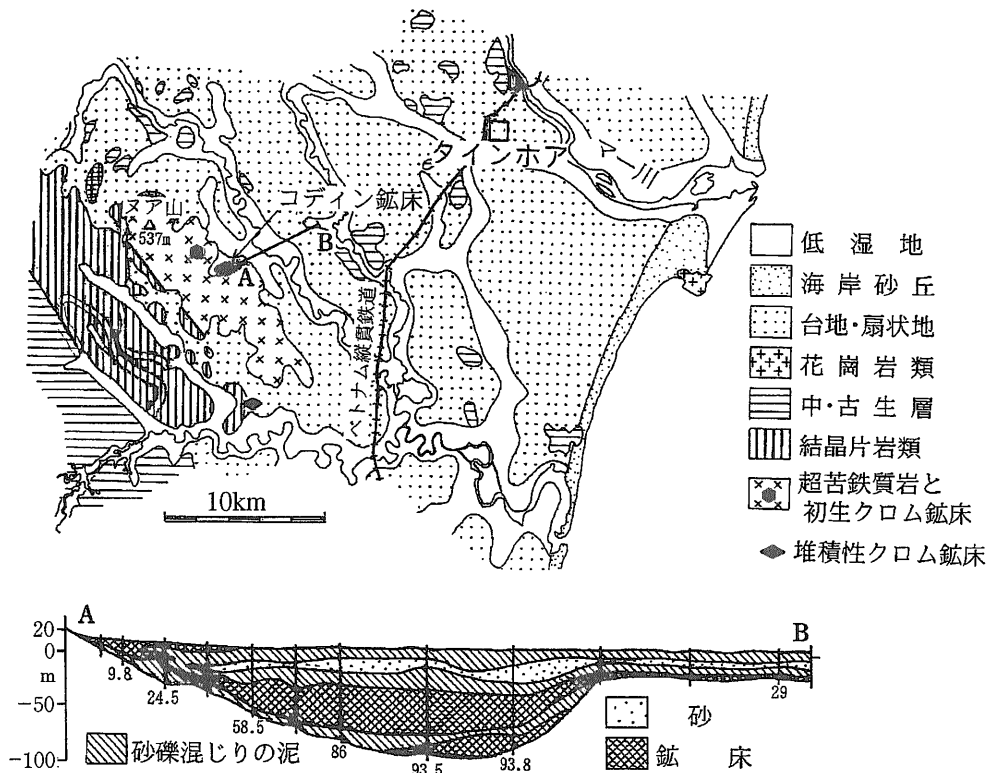 タインホア
マー川
コディン鉱床
ヌア山
537m
A
B
ベトナム縦貫鉄道
10km
低湿地
海岸砂丘
台地・扇状地
花崗岩類
中・古生層
結晶片岩類
超苦鉄質岩と
初生クロム鉱床
堆積性クロム鉱床
A
B
20
0
m
-50
-100
9.8
24.5
58.5
86
93.5
93.8
29
砂礫混じりの泥
砂
鉱床